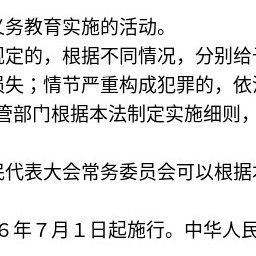 义务教育实施的活动。
规定的，根据不同情况，分别给予
损失；情节严重构成犯罪的，依法
管部门根据本法制定实施细则，
民代表大会常务委员会可以根据本
６年７月１日起施行。中华人民